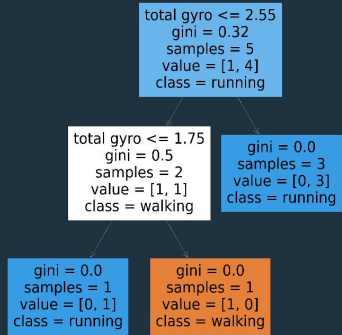 total gyro <= 2.55
gini = 0.32
samples = 5
value = [1, 4]
class = running
total gyro <= 1.75
gini = 0.5
samples = 2
value = [1, 1]
class = walking
gini = 0.0
samples = 3
value = [0, 3]
class = running
gini = 0.0
samples = 1
value = [0, 1]
class = running
gini = 0.0
samples = 1
value = [1, 0]
class = walking